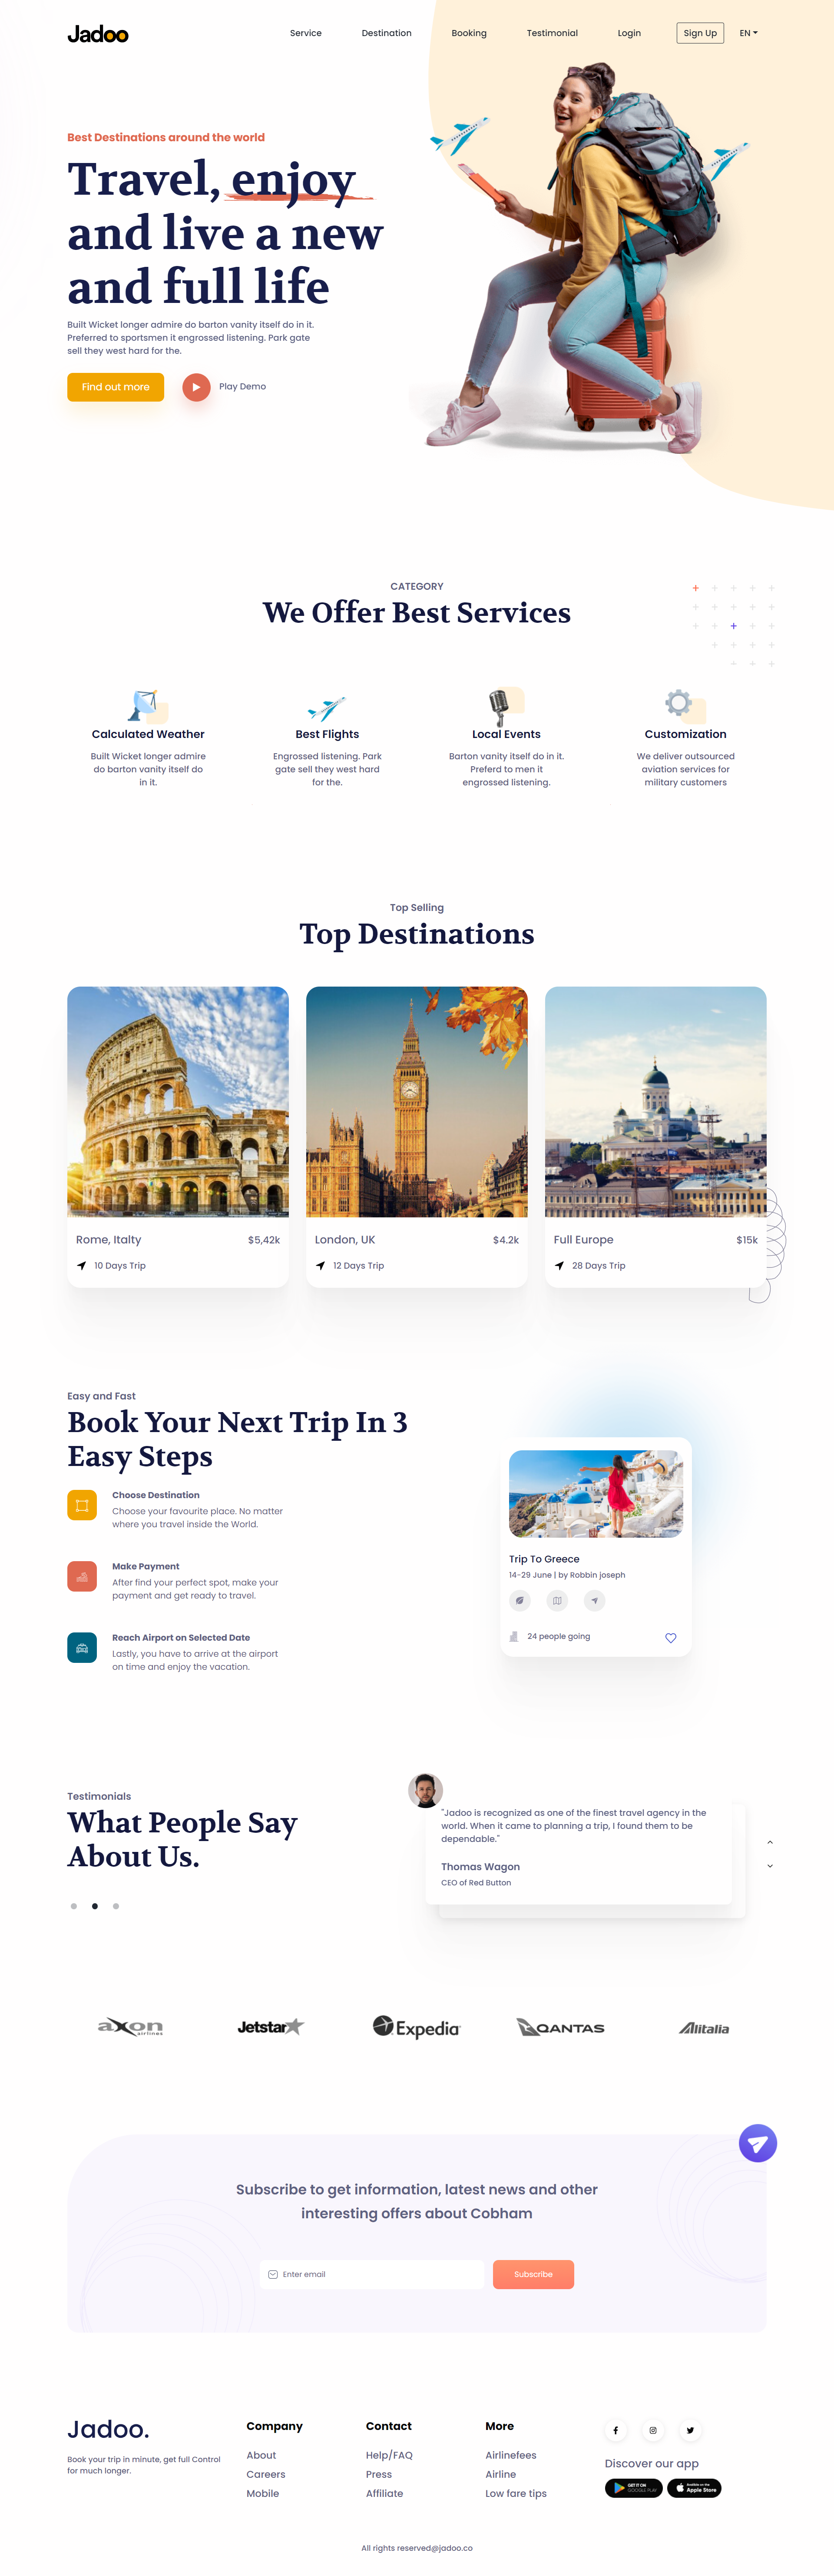 Jadoo
Service
Destination
Booking
Testimonial
Login
Sign Up
EN
Best Destinations around the world
Travel, enjoy
and live a new
and full life
Built Wicket longer admire do barton vanity itself do in it.
Preferred to sportsmen it engrossed listening. Park gate
sell they west hard for the.
Find out more
Play Demo
CATEGORY
We Offer Best Services
Calculated Weather
Built Wicket longer admire
do barton vanity itself do
in it.
Best Flights
Engrossed listening. Park
gate sell they west hard
for the.
Local Events
Barton vanity itself do in it.
Preferd to men it
engrossed listening.
Customization
We deliver outsourced
aviation services for
military customers
Top Selling
Top Destinations
Rome, Italty
$5,42k
10 Days Trip
London, UK
$4.2k
12 Days Trip
Full Europe
$15k
28 Days Trip
Easy and Fast
Book Your Next Trip In 3
Easy Steps
Choose Destination
Choose your favourite place. No matter
where you travel inside the World.
Make Payment
After find your perfect spot, make your
payment and get ready to travel.
Reach Airport on Selected Date
Lastly, you have to arrive at the airport
on time and enjoy the vacation.
Trip To Greece
14-29 June | by Robbin joseph
24 people going
Testimonials
What People Say
About Us.
"Jadoo is recognized as one of the finest travel agency in the
world. When it came to planning a trip, I found them to be
dependable."
Thomas Wagon
CEO of Red Button
axon
airlines
Jetstar
Expedia
QANTAS
Alitalia
Subscribe to get information, latest news and other
interesting offers about Cobham
Enter email
Subscribe
Jadoo.
Book your trip in minute, get full Control
for much longer.
Company
About
Careers
Mobile
Contact
Help/FAQ
Press
Affiliate
More
Airlinefees
Airline
Low fare tips
Discover our app
GET IT ON
GOOGLE PLAY
Available on the
Apple Store
All rights reserved@jadoo.co